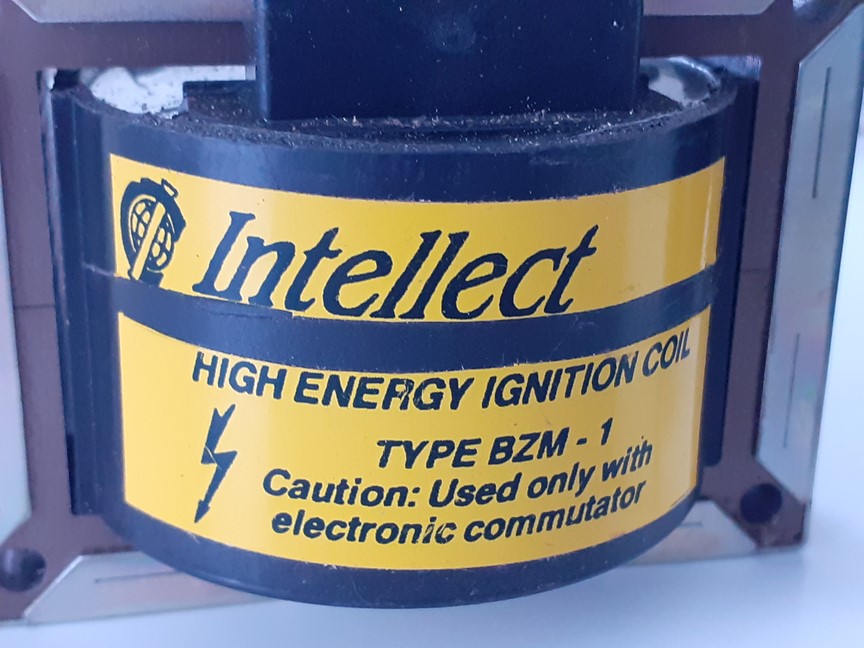 Intellect
HIGH ENERGY IGNITION COIL
TYPE BZM - 1
Caution: Used only with
electronic commutator